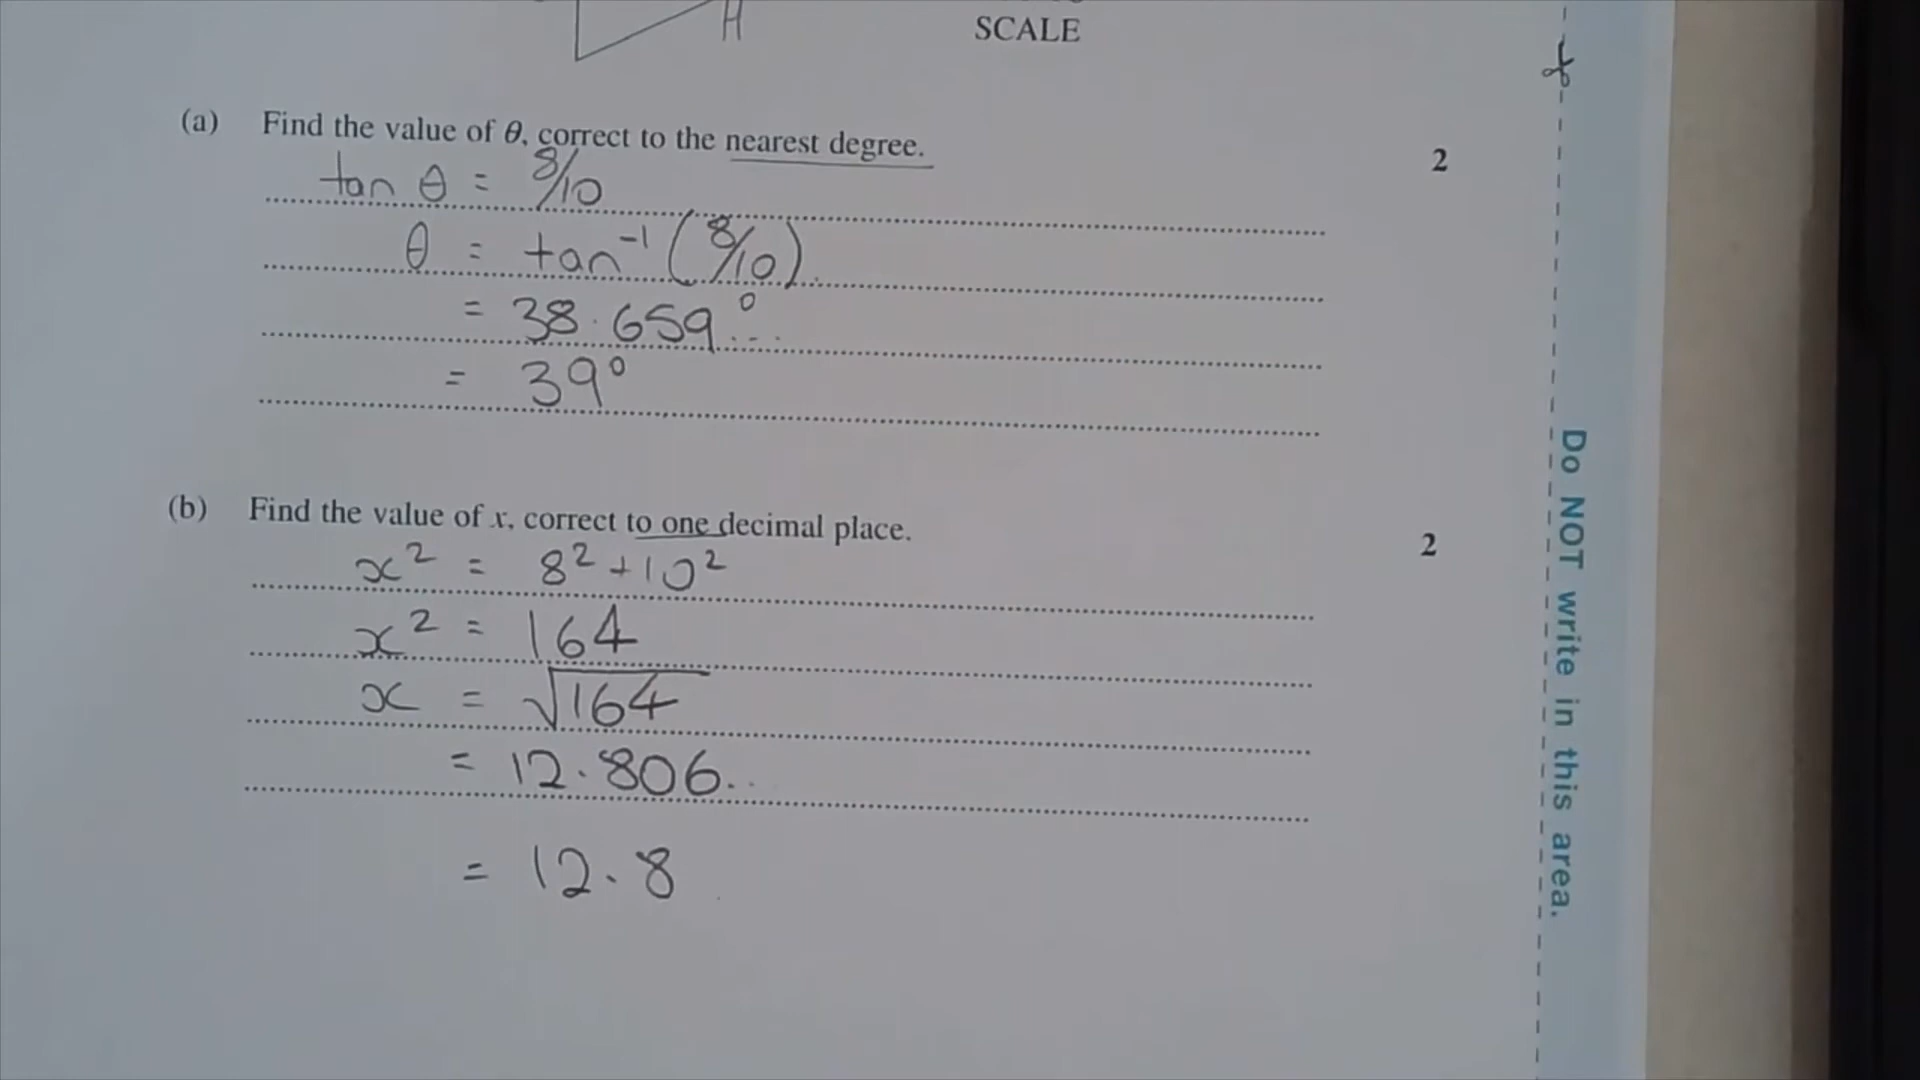 H
SCALE
(a) Find the value of θ, correct to the nearest degree. 2
tan θ = 8/10
θ = tan⁻¹ (8/10)
= 38.659°...
= 39°
(b) Find the value of x, correct to one decimal place. 2
x² = 8² + 10²
x² = 164
x = √164
= 12.806...
= 12.8
Do NOT write in this area.